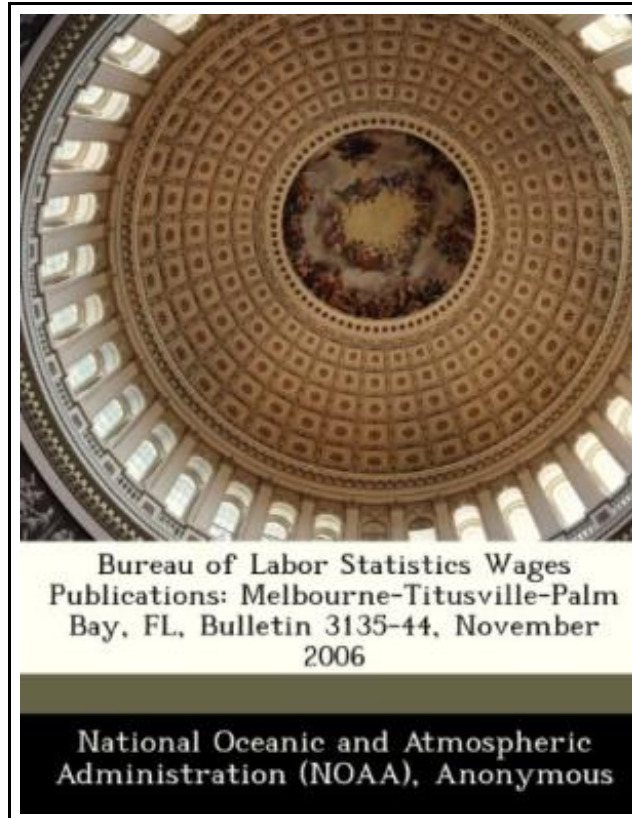 Bureau of Labor Statistics Wages
Publications: Melbourne-Titusville-Palm
Bay, FL, Bulletin 3135-44, November
2006
National Oceanic and Atmospheric
Administration (NOAA), Anonymous